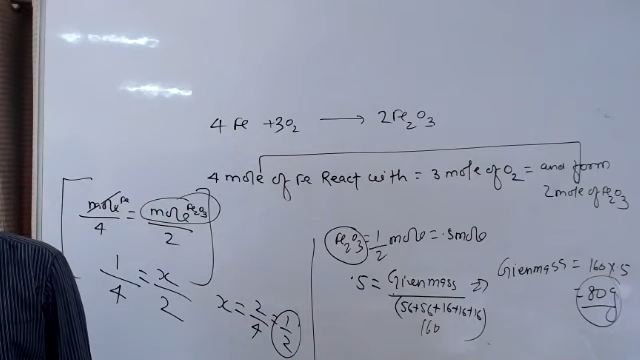 4 Fe + 3O₂ ⟶ 2Fe₂O₃
4 mole of Fe React with = 3 mole of O₂ = and form
2 mole of Fe₂O₃
mole Fe / 4 = mole Fe₂O₃ / 2
1/4 = x/2
x = 2/4 = 1/2
Fe₂O₃ = 1/2 mole = .5 mole
.5 = Given mass / (56+56+16+16+16) ⇒
160
Given mass = 160 x .5
= 80 g